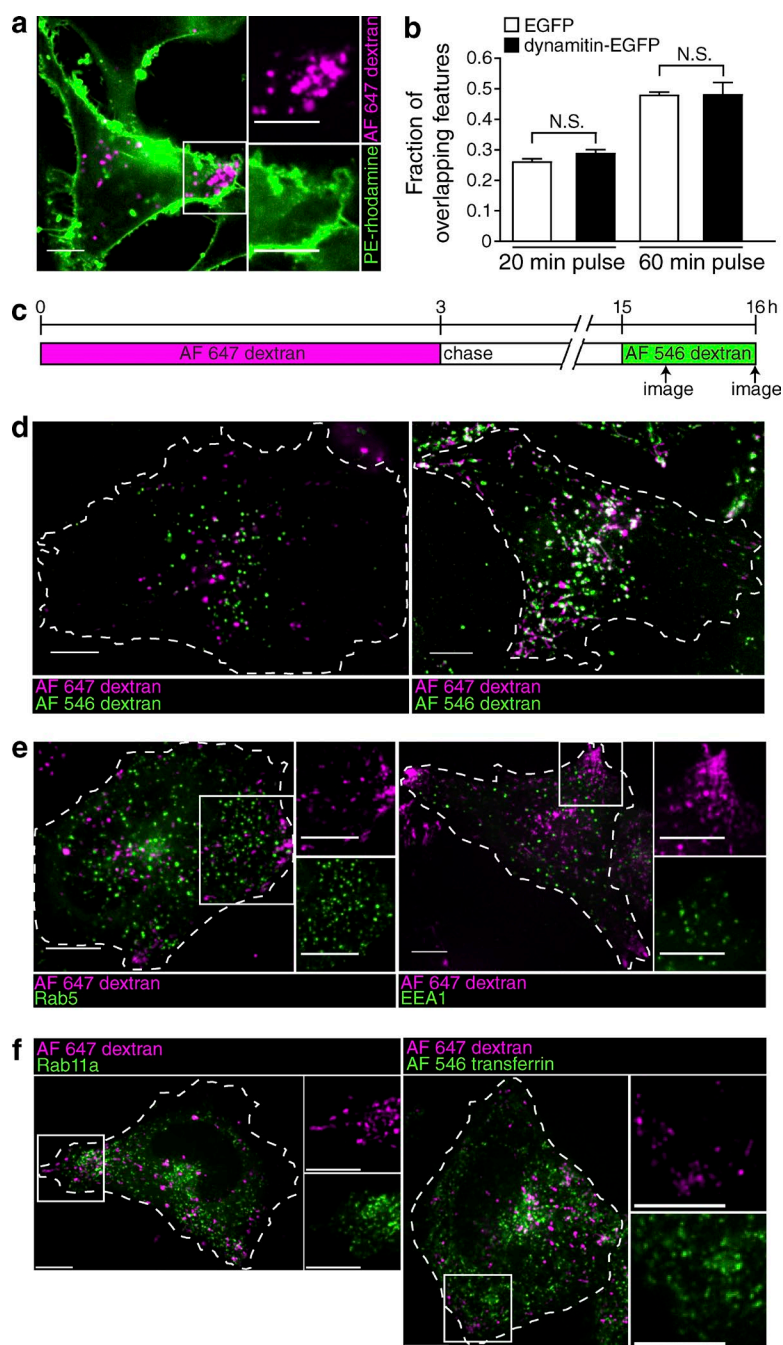 a
AF 647 dextran
PE-rhodamine
b
EGFP
dynamitin-EGFP
Fraction of
overlapping features
0.6
0.5
0.4
0.3
0.2
0.1
0
N.S.
N.S.
20 min pulse
60 min pulse
c
0 3 15 16 h
AF 647 dextran chase AF 546 dextran
image image
d
AF 647 dextran
AF 546 dextran
AF 647 dextran
AF 546 dextran
e
AF 647 dextran
Rab5
AF 647 dextran
EEA1
f
AF 647 dextran
Rab11a
AF 647 dextran
AF 546 transferrin